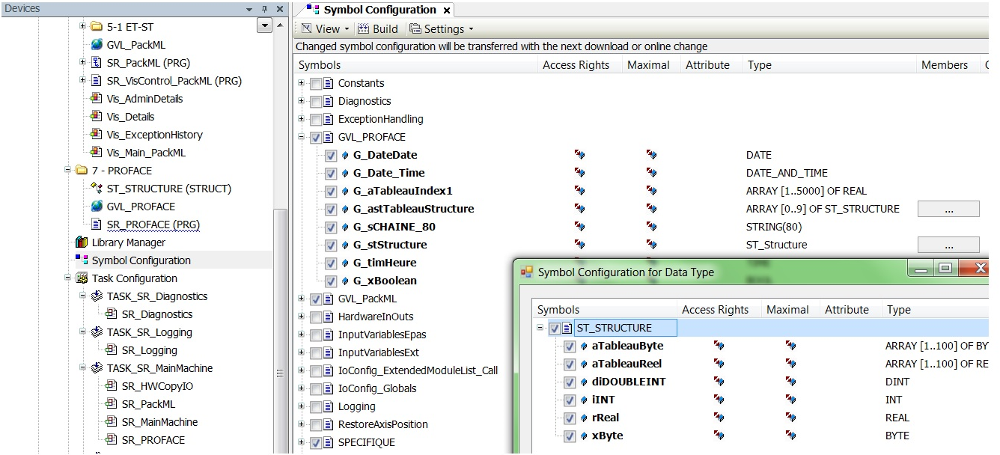 Devices
5-1 ET-ST
GVL_PackML
SR_PackML (PRG)
SR_VisControl_PackML (PRG)
Vis_AdminDetails
Vis_Details
Vis_ExceptionHistory
Vis_Main_PackML
7 - PROFACE
ST_STRUCTURE (STRUCT)
GVL_PROFACE
SR_PROFACE (PRG)
Library Manager
Symbol Configuration
Task Configuration
TASK_SR_Diagnostics
SR_Diagnostics
TASK_SR_Logging
SR_Logging
TASK_SR_MainMachine
SR_HWCopyIO
SR_PackML
SR_MainMachine
SR_PROFACE
Symbol Configuration
View Build Settings
Changed symbol configuration will be transferred with the next download or online change
Symbols Access Rights Maximal Attribute Type Members
Constants
Diagnostics
ExceptionHandling
GVL_PROFACE
G_DateDate DATE
G_Date_Time DATE_AND_TIME
G_aTableauIndex1 ARRAY [1..5000] OF REAL
G_astTableauStructure ARRAY [0..9] OF ST_STRUCTURE ...
G_sCHAINE_80 STRING(80)
G_stStructure ST_Structure ...
G_timHeure
G_xBoolean
GVL_PackML
HardwareInOuts
InputVariablesEpas
InputVariablesExt
IoConfig_ExtendedModuleList_Call
IoConfig_Globals
Logging
RestoreAxisPosition
SPECIFIQUE
Symbol Configuration for Data Type
Symbols Access Rights Maximal Attribute Type
ST_STRUCTURE
aTableauByte ARRAY [1..100] OF BY
aTableauReel ARRAY [1..100] OF RE
diDOUBLEINT DINT
iINT INT
rReal REAL
xByte BYTE